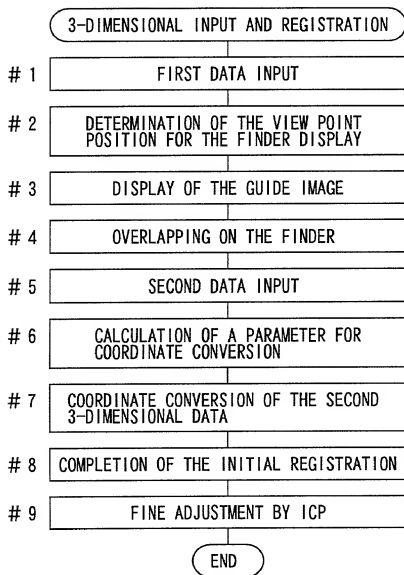 3-DIMENSIONAL INPUT AND REGISTRATION
# 1 FIRST DATA INPUT
# 2 DETERMINATION OF THE VIEW POINT
POSITION FOR THE FINDER DISPLAY
# 3 DISPLAY OF THE GUIDE IMAGE
# 4 OVERLAPPING ON THE FINDER
# 5 SECOND DATA INPUT
# 6 CALCULATION OF A PARAMETER FOR
COORDINATE CONVERSION
# 7 COORDINATE CONVERSION OF THE SECOND
3-DIMENSIONAL DATA
# 8 COMPLETION OF THE INITIAL REGISTRATION
# 9 FINE ADJUSTMENT BY ICP
END